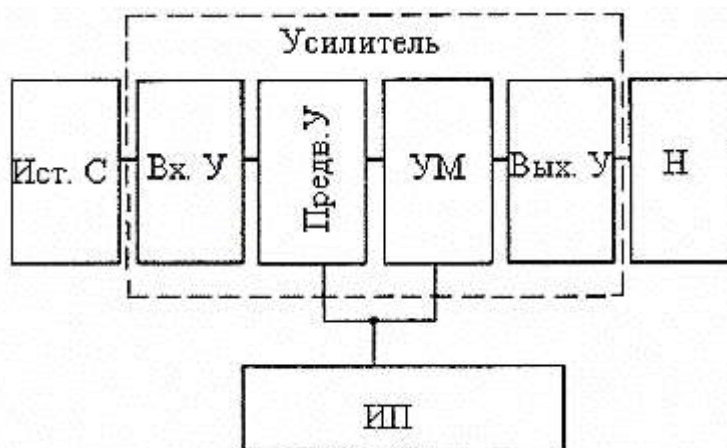 Усилитель
Ист. С
Вх. У
Предв. У
УМ
Вых. У
Н
ИП